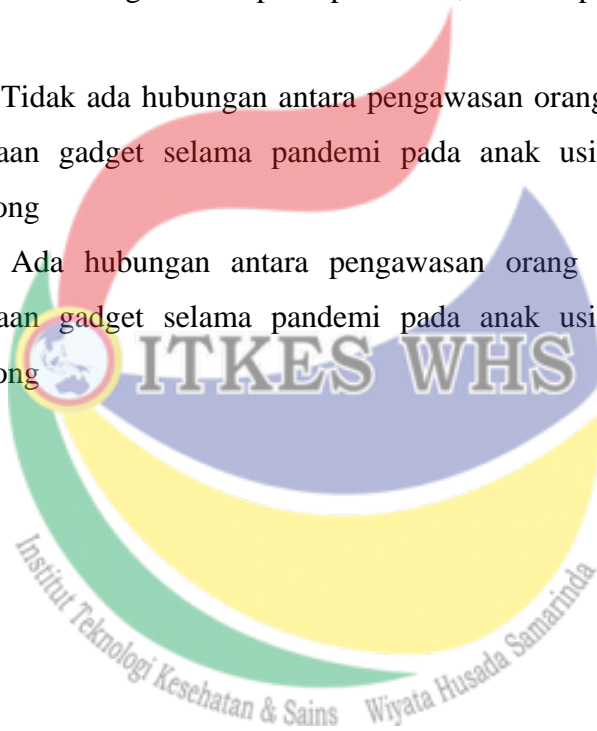 Tidak ada hubungan antara pengawasan orang
aan gadget selama pandemi pada anak usi
ong
Ada hubungan antara pengawasan orang
aan gadget selama pandemi pada anak usi
ong
ITKES WHS
Institut Teknologi Kesehatan & Sains Wiyata Husada Samarinda